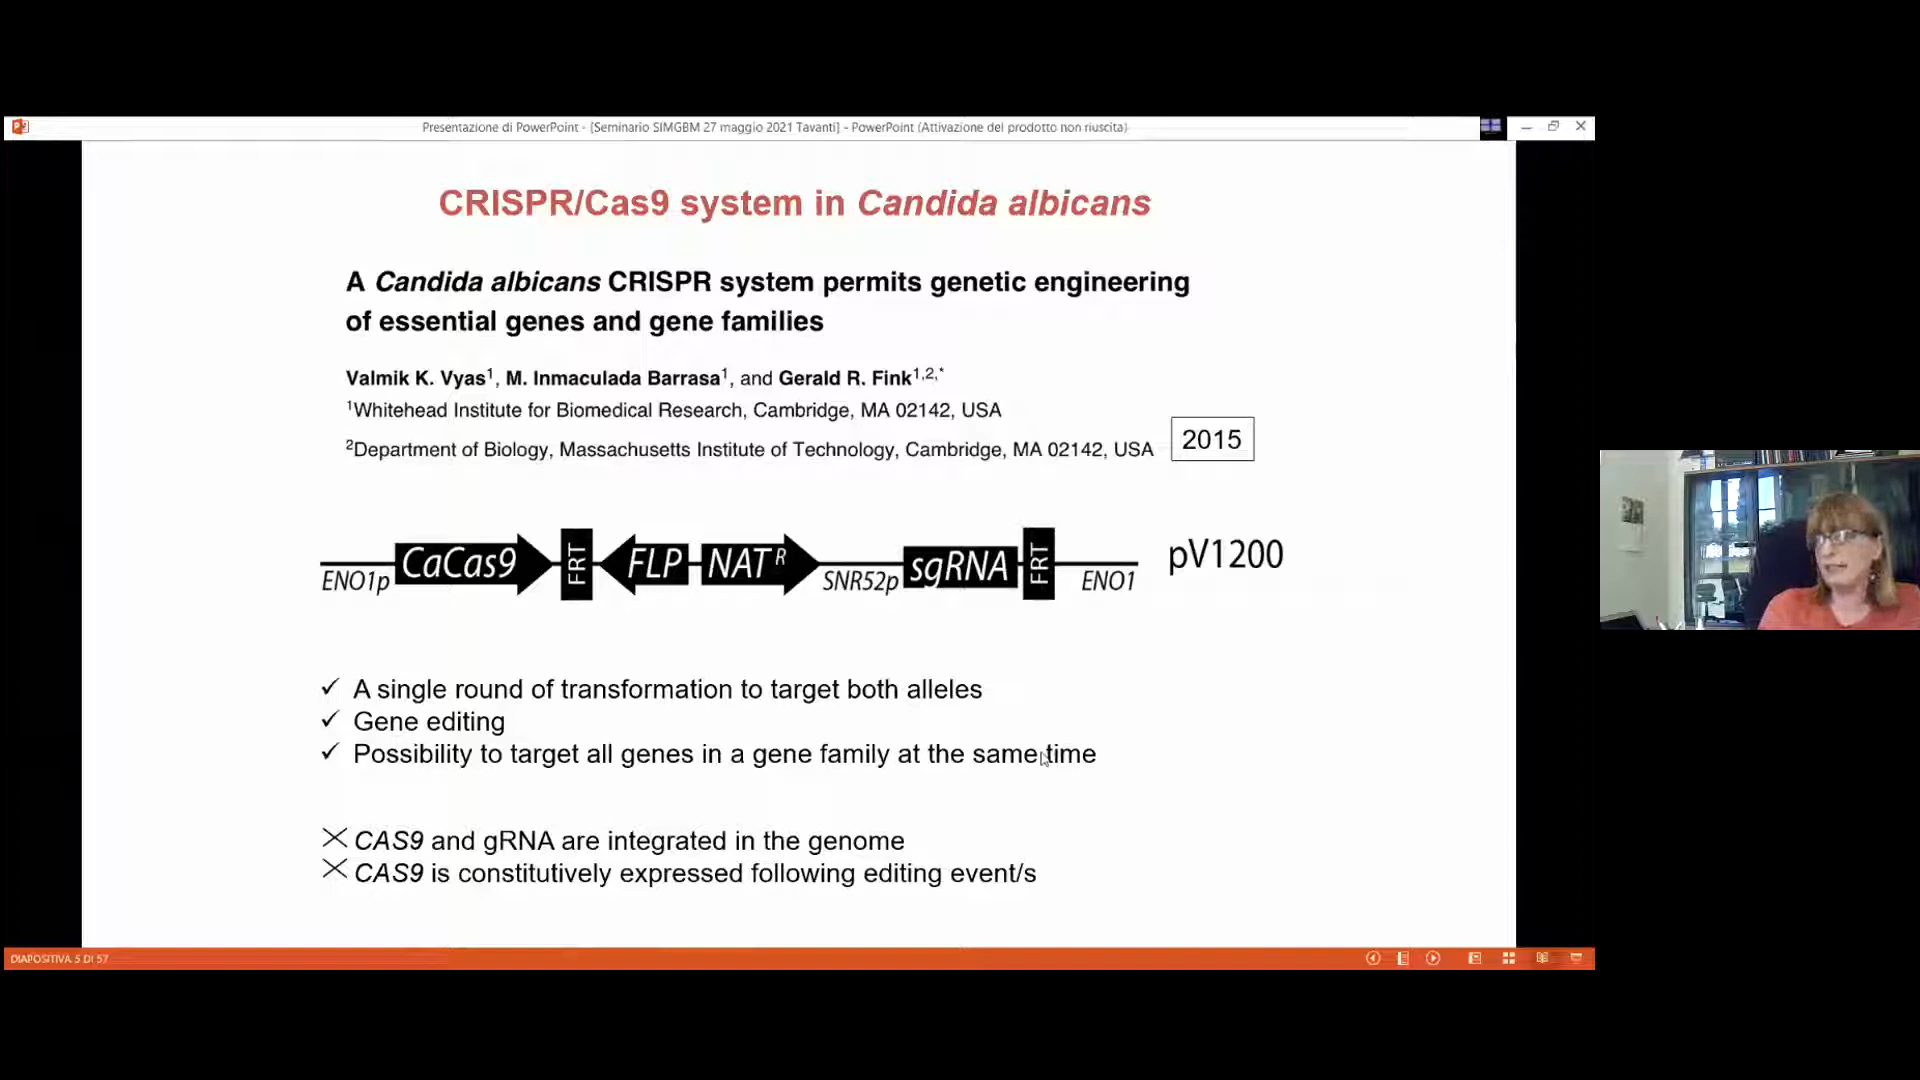 Presentazione di PowerPoint - [Seminario SIMGBM 27 maggio 2021 Tavanti] - PowerPoint (Attivazione del prodotto non riuscita)
CRISPR/Cas9 system in Candida albicans
A Candida albicans CRISPR system permits genetic engineering
of essential genes and gene families
Valmik K. Vyas1, M. Inmaculada Barrasa1, and Gerald R. Fink1,2,*
1Whitehead Institute for Biomedical Research, Cambridge, MA 02142, USA
2Department of Biology, Massachusetts Institute of Technology, Cambridge, MA 02142, USA
2015
ENO1p CaCas9 FRT FLP NATR SNR52p sgRNA FRT ENO1 pV1200
✓ A single round of transformation to target both alleles
✓ Gene editing
✓ Possibility to target all genes in a gene family at the same time
╳ CAS9 and gRNA are integrated in the genome
╳ CAS9 is constitutively expressed following editing event/s
DIAPOSITIVA 5 DI 57